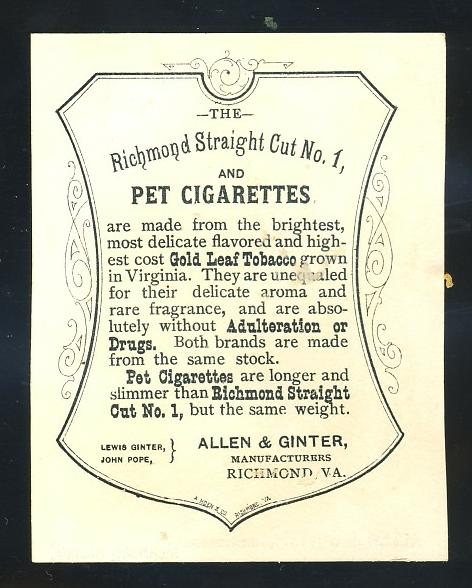 —THE—
Richmond Straight Cut No. 1,
AND
PET CIGARETTES
are made from the brightest,
most delicate flavored and high-
est cost Gold Leaf Tobacco grown
in Virginia. They are unequaled
for their delicate aroma and
rare fragrance, and are abso-
lutely without Adulteration or
Drugs. Both brands are made
from the same stock.
Pet Cigarettes are longer and
slimmer than Richmond Straight
Cut No. 1, but the same weight.
LEWIS GINTER, }
JOHN POPE,
ALLEN & GINTER,
MANUFACTURERS
RICHMOND, VA.
RICHMOND, VA.